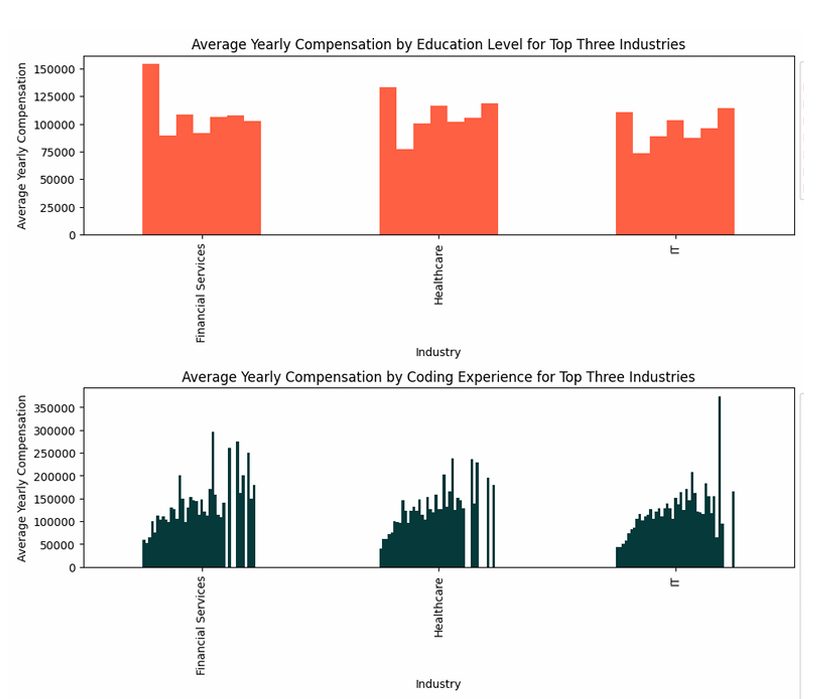 Average Yearly Compensation by Education Level for Top Three Industries
Average Yearly Compensation
150000
125000
100000
75000
50000
25000
0
Financial Services
Healthcare
IT
Industry
Average Yearly Compensation by Coding Experience for Top Three Industries
Average Yearly Compensation
350000
300000
250000
200000
150000
100000
50000
0
Financial Services
Healthcare
IT
Industry